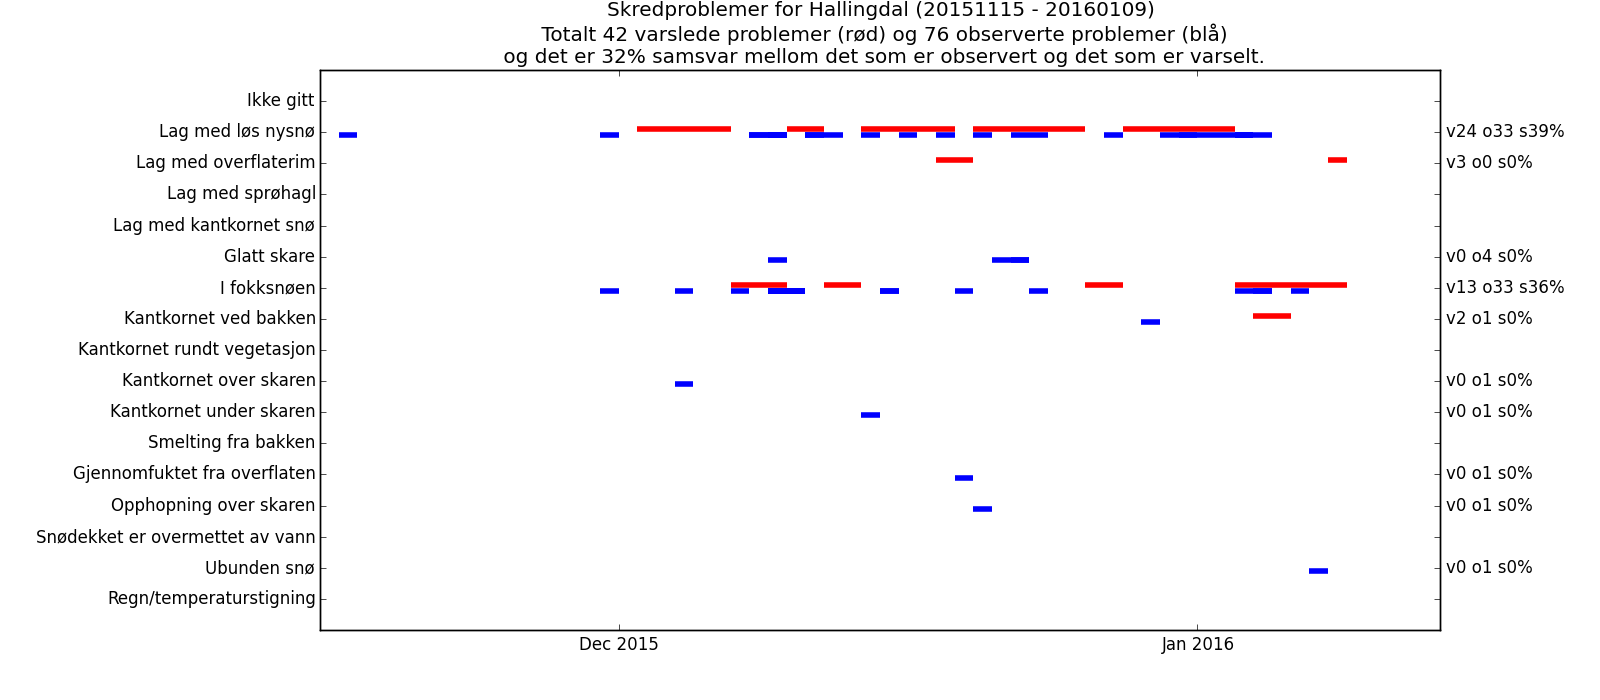 Skredproblemer for Hallingdal (20151115 - 20160109)
Totalt 42 varslede problemer (rød) og 76 observerte problemer (blå)
og det er 32% samsvar mellom det som er observert og det som er varselt.
Ikke gitt
Lag med løs nysnø v24 o33 s39%
Lag med overflaterim v3 o0 s0%
Lag med sprøhagl
Lag med kantkornet snø
Glatt skare v0 o4 s0%
I fokksnøen v13 o33 s36%
Kantkornet ved bakken v2 o1 s0%
Kantkornet rundt vegetasjon
Kantkornet over skaren v0 o1 s0%
Kantkornet under skaren v0 o1 s0%
Smelting fra bakken
Gjennomfuktet fra overflaten v0 o1 s0%
Opphopning over skaren v0 o1 s0%
Snødekket er overmettet av vann
Ubunden snø v0 o1 s0%
Regn/temperaturstigning
Dec 2015 Jan 2016